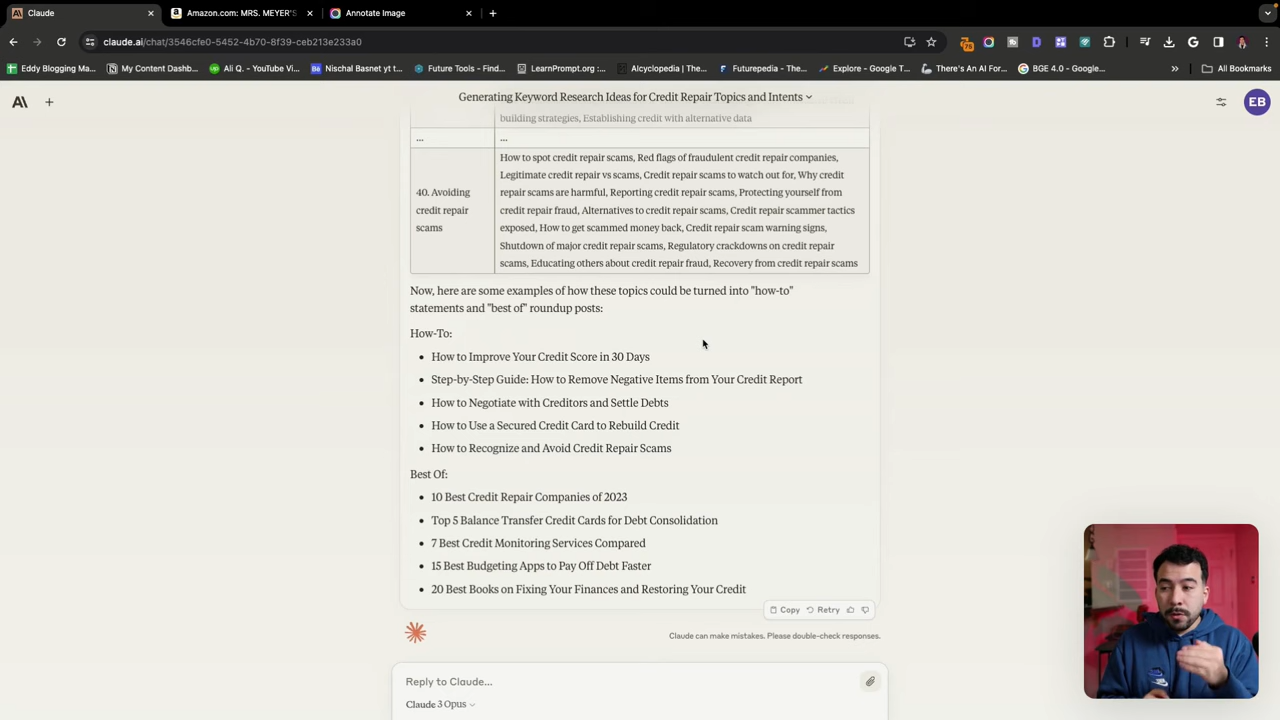 Claude
Amazon.com: MRS. MEYER'S
Annotate Image
claude.ai/chat/3546cfe0-5452-4b70-8f39-ceb213e233a0
78
Eddy Blogging Ma...
My Content Dashb...
Ali Q. - YouTube Vi...
Nischal Basnet yt t...
Future Tools - Find...
LearnPrompt.org :...
AIcyclopedia | The...
Futurepedia - The...
Explore - Google T...
There's An AI For...
BGE 4.0 - Google...
Generating Keyword Research Ideas for Credit Repair Topics and Intents
EB
building strategies, Establishing credit with alternative data
...
...
How to spot credit repair scams, Red flags of fraudulent credit repair companies,
Legitimate credit repair vs scams, Credit repair scams to watch out for, Why credit
40. Avoiding
repair scams are harmful, Reporting credit repair scams, Protecting yourself from
credit repair
credit repair fraud, Alternatives to credit repair scams, Credit repair scammer tactics
scams
exposed, How to get scammed money back, Credit repair scam warning signs,
Shutdown of major credit repair scams, Regulatory crackdowns on credit repair
scams, Educating others about credit repair fraud, Recovery from credit repair scams
Now, here are some examples of how these topics could be turned into "how-to"
statements and "best of" roundup posts:
How-To:
• How to Improve Your Credit Score in 30 Days
• Step-by-Step Guide: How to Remove Negative Items from Your Credit Report
• How to Negotiate with Creditors and Settle Debts
• How to Use a Secured Credit Card to Rebuild Credit
• How to Recognize and Avoid Credit Repair Scams
Best Of:
• 10 Best Credit Repair Companies of 2023
• Top 5 Balance Transfer Credit Cards for Debt Consolidation
• 7 Best Credit Monitoring Services Compared
• 15 Best Budgeting Apps to Pay Off Debt Faster
• 20 Best Books on Fixing Your Finances and Restoring Your Credit
Copy Retry
Claude can make mistakes. Please double-check responses.
Reply to Claude...
Claude 3 Opus